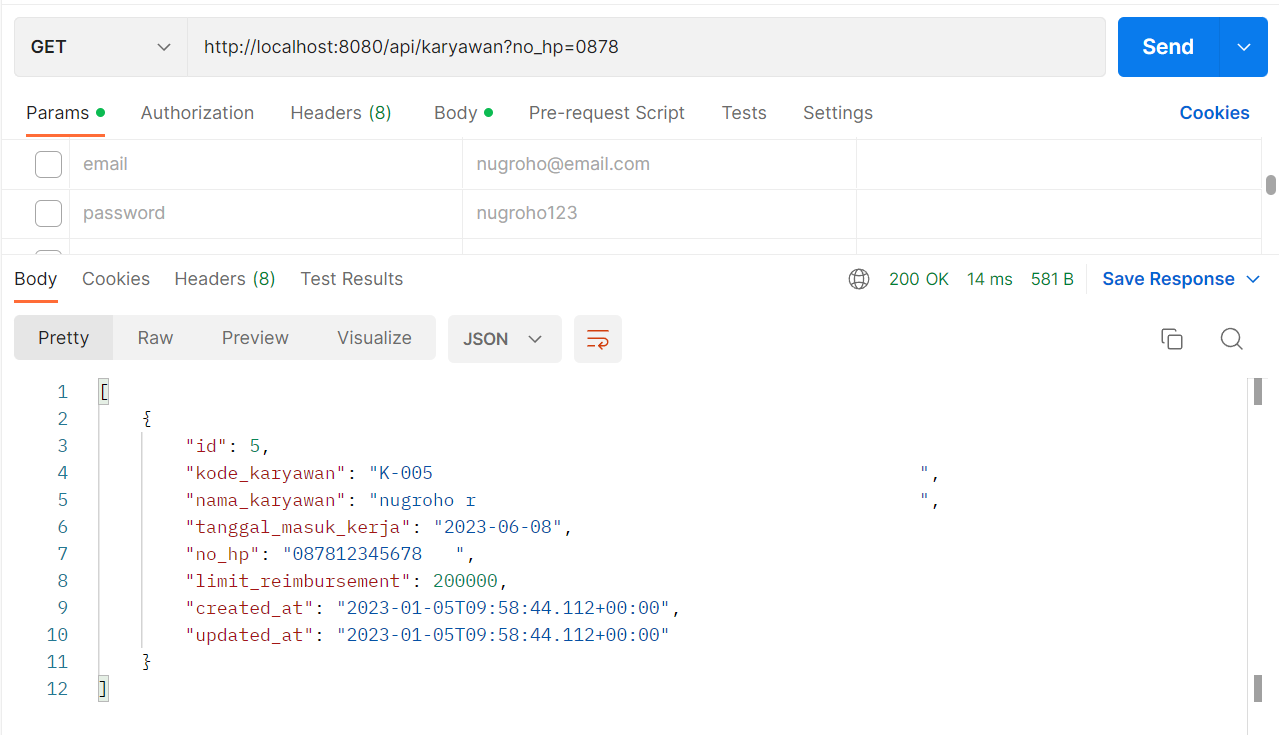 GET http://localhost:8080/api/karyawan?no_hp=0878 Send
Params Authorization Headers (8) Body Pre-request Script Tests Settings Cookies
email nugroho@email.com
password nugroho123
Body Cookies Headers (8) Test Results 200 OK 14 ms 581 B Save Response
Pretty Raw Preview Visualize JSON
1 [
2 {
3 "id": 5,
4 "kode_karyawan": "K-005 ",
5 "nama_karyawan": "nugroho r ",
6 "tanggal_masuk_kerja": "2023-06-08",
7 "no_hp": "087812345678 ",
8 "limit_reimbursement": 200000,
9 "created_at": "2023-01-05T09:58:44.112+00:00",
10 "updated_at": "2023-01-05T09:58:44.112+00:00"
11 }
12 ]